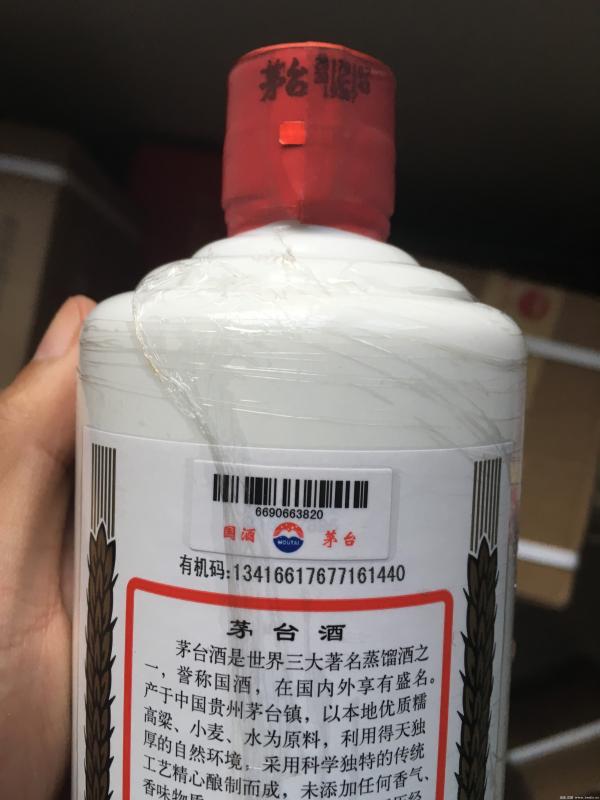 茅台
6690663820
国酒 MOUTAI 茅台
有机码:13416617677161440
茅台酒
茅台酒是世界三大著名蒸馏酒之
一，誉称国酒，在国内外享有盛名。
产于中国贵州茅台镇，以本地优质糯
高粱、小麦、水为原料，利用得天独
厚的自然环境，采用科学独特的传统
工艺精心酿制而成，未添加任何香气、
香味物质